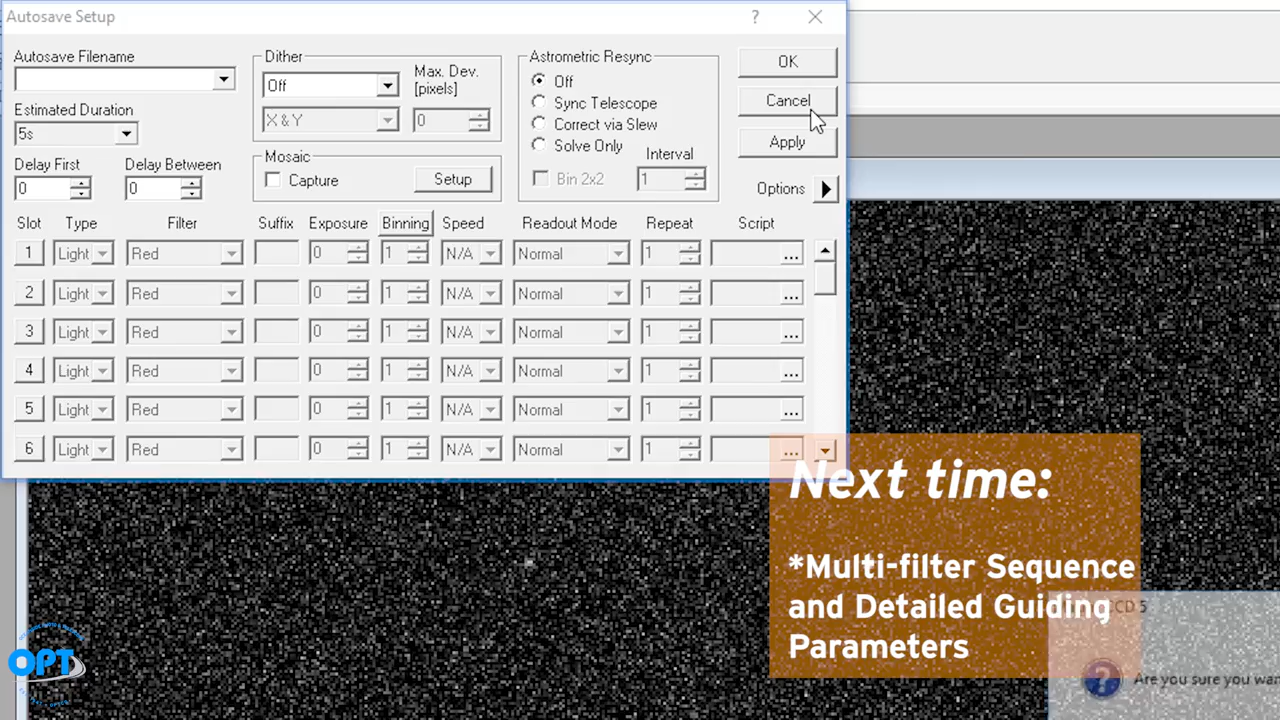 Autosave Setup
Autosave Filename
Estimated Duration
5s
Delay First
Delay Between
0
0
Dither
Off
Max. Dev.
[pixels]
X & Y
0
Mosaic
Capture
Setup
Astrometric Resync
Off
Sync Telescope
Correct via Slew
Solve Only
Interval
Bin 2x2
1
OK
Cancel
Apply
Options
Slot Type Filter Suffix Exposure Binning Speed Readout Mode Repeat Script
1 Light Red 0 1 N/A Normal 1 ...
2 Light Red 0 1 N/A Normal 1 ...
3 Light Red 0 1 N/A Normal 1 ...
4 Light Red 0 1 N/A Normal 1 ...
5 Light Red 0 1 N/A Normal 1 ...
6 Light Red 0 1 N/A Normal 1 ...
Next time:
*Multi-filter Sequence
and Detailed Guiding
Parameters
CCD 5
Are you sure you wan
OPT